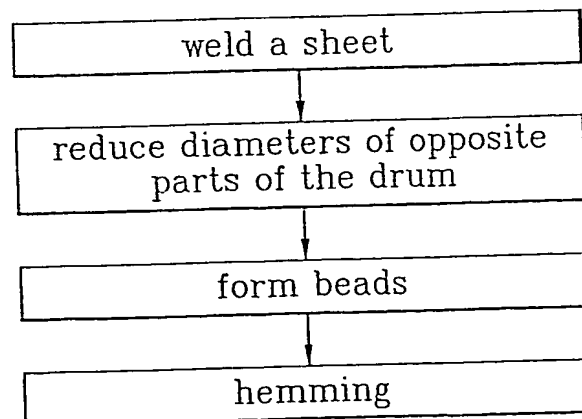 weld a sheet
reduce diameters of opposite
parts of the drum
form beads
hemming